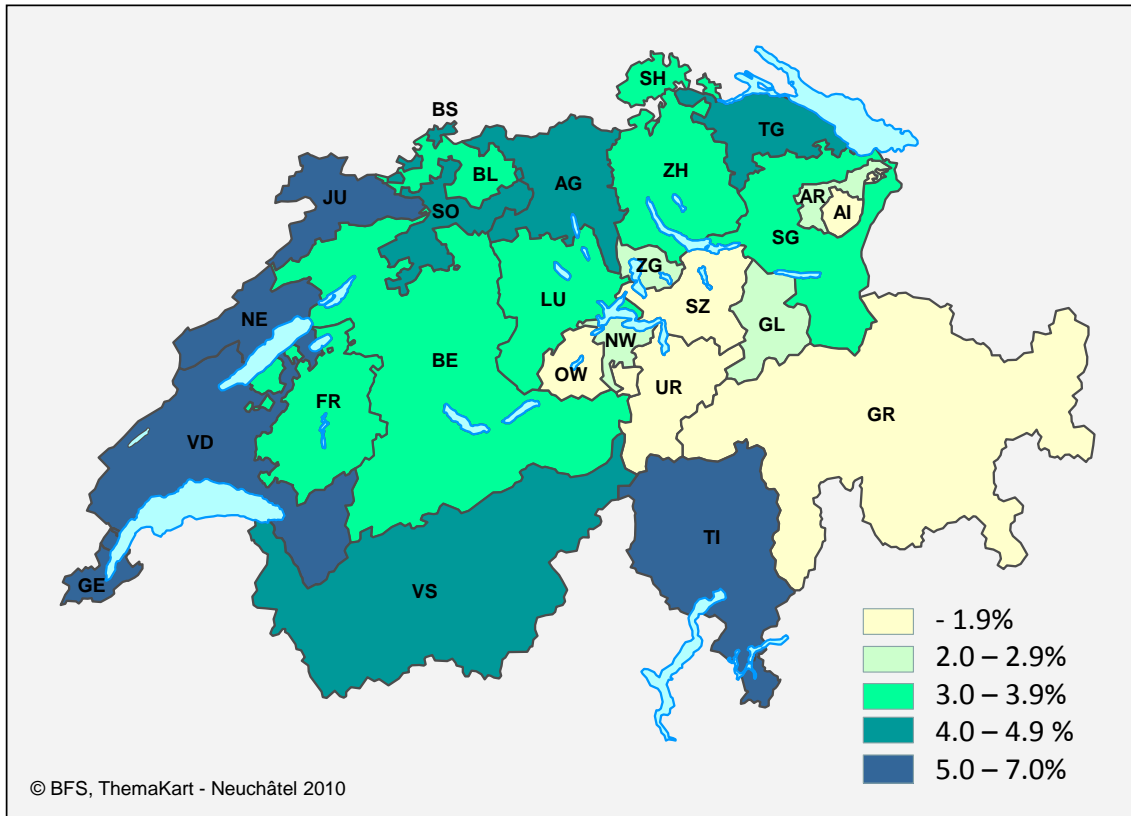 SH
BS
TG
BL
ZH
AG
JU
AR
SO
AI
SG
ZG
LU
SZ
NE
GL
NW
BE
OW
UR
FR
GR
VD
TI
GE
VS
- 1.9%
2.0 – 2.9%
3.0 – 3.9%
4.0 – 4.9 %
5.0 – 7.0%
© BFS, ThemaKart - Neuchâtel 2010